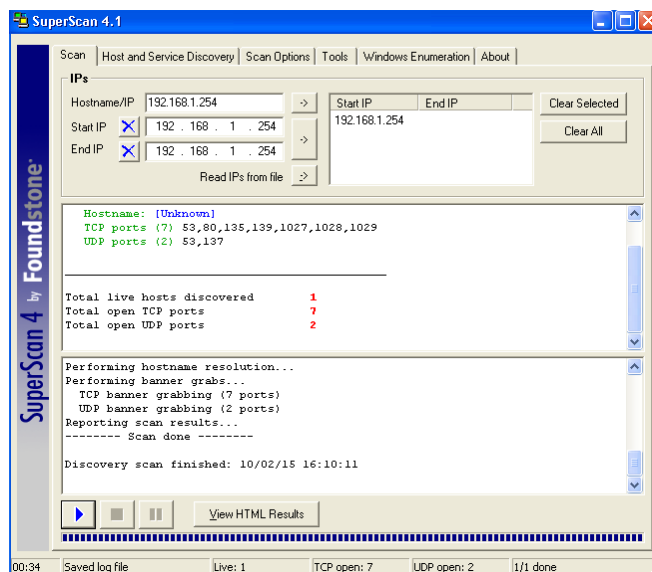 SuperScan 4.1
Scan Host and Service Discovery Scan Options Tools Windows Enumeration About
IPs
Hostname/IP 192.168.1.254 ->
Start IP X 192 . 168 . 1 . 254
End IP X 192 . 168 . 1 . 254
->
Read IPs from file ->
Start IP End IP
192.168.1.254
Clear Selected
Clear All
Hostname: [Unknown]
TCP ports (7) 53,80,135,139,1027,1028,1029
UDP ports (2) 53,137
Total live hosts discovered 1
Total open TCP ports 7
Total open UDP ports 2
Performing hostname resolution...
Performing banner grabs...
TCP banner grabbing (7 ports)
UDP banner grabbing (2 ports)
Reporting scan results...
-------- Scan done --------
Discovery scan finished: 10/02/15 16:10:11
View HTML Results
SuperScan 4 by Foundstone
00:34 Saved log file Live: 1 TCP open: 7 UDP open: 2 1/1 done